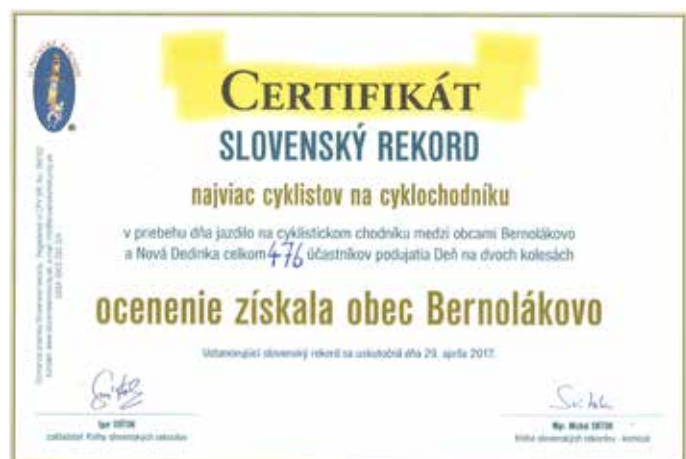 CERTIFIKÁT
SLOVENSKÝ REKORD
najviac cyklistov na cyklochodníku
v priebehu dňa jazdilo na cyklistickom chodníku medzi obcami Bernolákovo
a Nová Dedinka celkom 476 účastníkov podujatia Deň na dvoch kolesách
ocenenie získala obec Bernolákovo
Ustanovujúci slovenský rekord sa uskutočnil dňa 29. apríla 2017.
Igor SVÍTOK
zakladateľ Knihy slovenských rekordov
Mgr. Michal SVÍTOK
Kniha slovenských rekordov - komisár